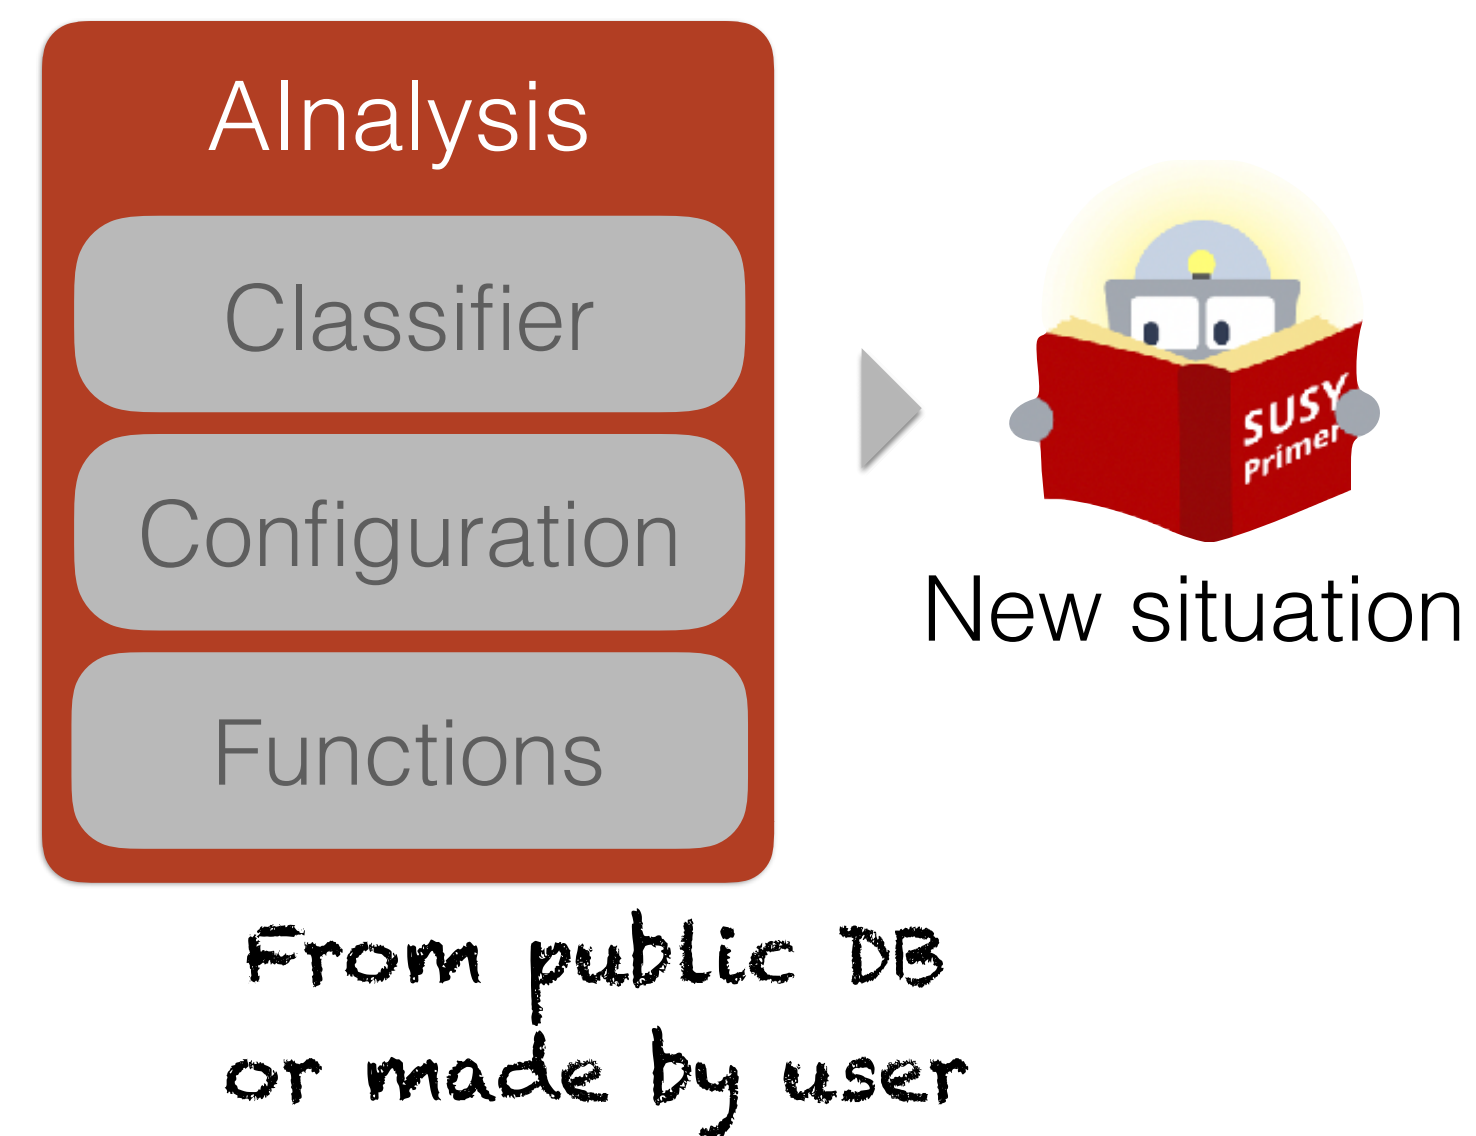 AInalysis
Classifier
Configuration
Functions
SUSY
Primer
New situation
From public DB
or made by user